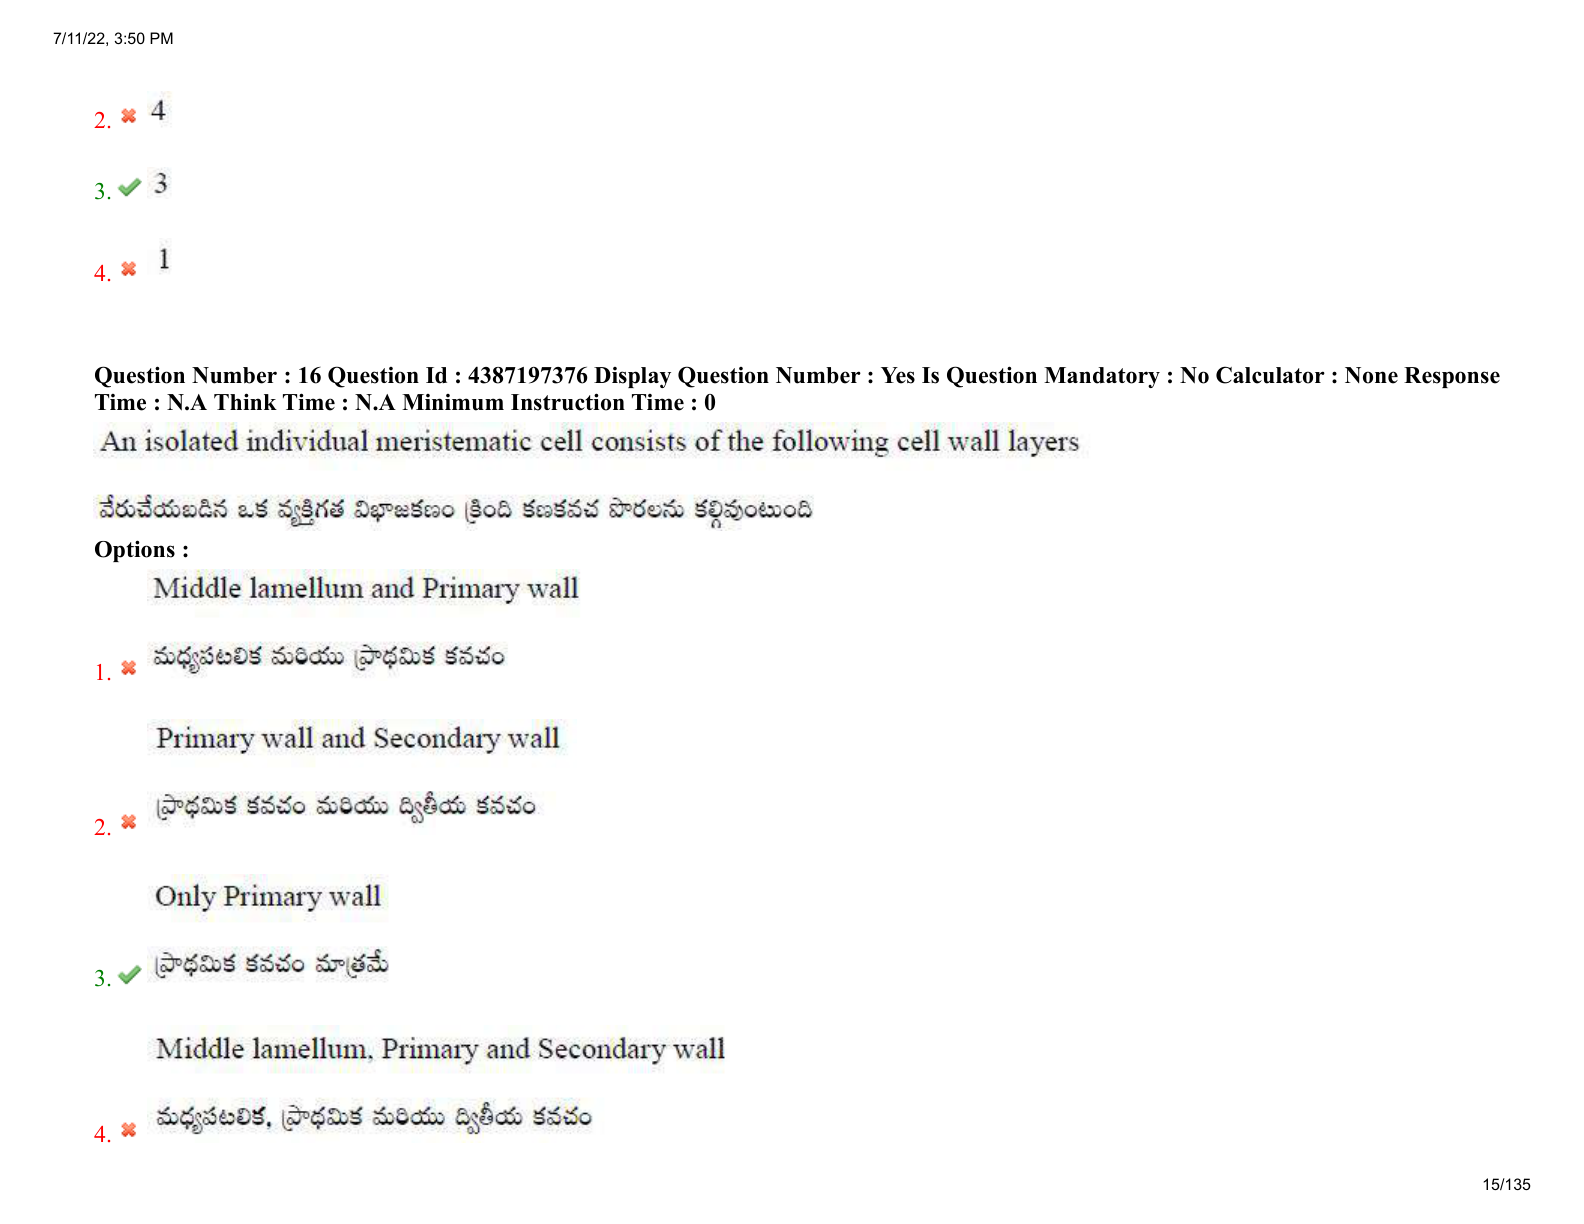 7/11/22, 3:50 PM
2. 4
3. 3
4. 1
Question Number : 16 Question Id : 4387197376 Display Question Number : Yes Is Question Mandatory : No Calculator : None Response
Time : N.A Think Time : N.A Minimum Instruction Time : 0
An isolated individual meristematic cell consists of the following cell wall layers
వేరుచేయబడిన ఒక వ్యక్తిగత విభాజకణం క్రింది కణకవచ పొరలను కల్గివుంటుంది
Options :
Middle lamellum and Primary wall
1. మధ్యపటలిక మరియు ప్రాథమిక కవచం
Primary wall and Secondary wall
2. ప్రాథమిక కవచం మరియు ద్వితీయ కవచం
Only Primary wall
3. ప్రాథమిక కవచం మాత్రమే
Middle lamellum, Primary and Secondary wall
4. మధ్యపటలిక, ప్రాథమిక మరియు ద్వితీయ కవచం
15/135